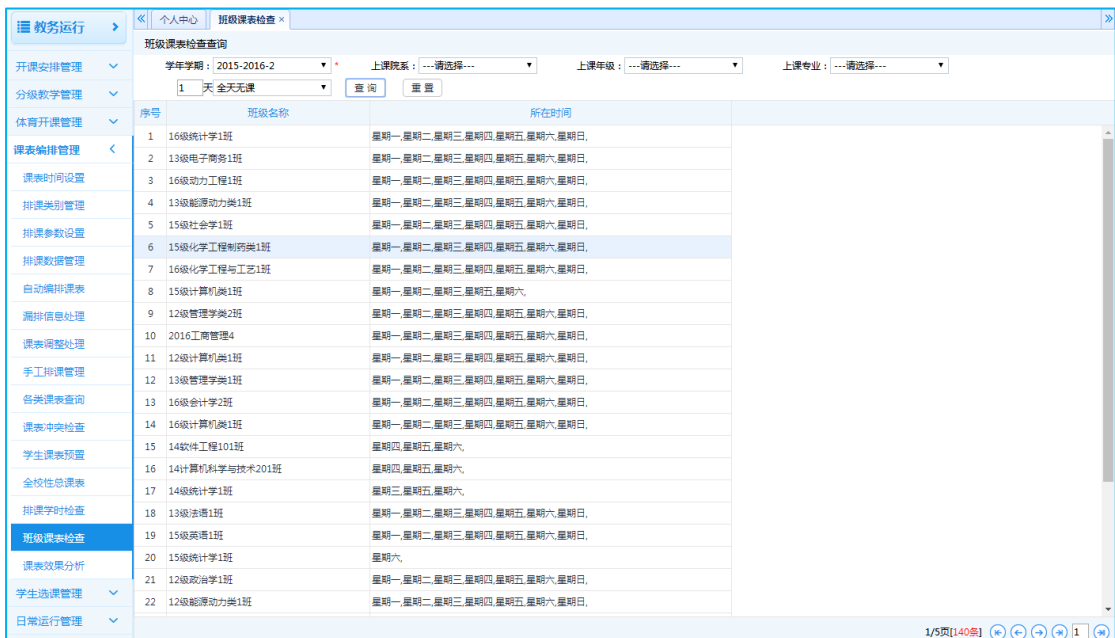 教务运行
个人中心 班级课表检查 ×
班级课表检查查询
学年学期： 2015-2016-2 * 上课院系： ---请选择--- 上课年级： ---请选择--- 上课专业： ---请选择---
1 天 全天无课 查 询 重 置
开课安排管理
分级教学管理
体育开课管理
课表编排管理
课表时间设置
排课类别管理
排课参数设置
排课数据管理
自动编排课表
漏排信息处理
课表调整处理
手工排课管理
各类课表查询
课表冲突检查
学生课表预置
全校性总课表
排课学时检查
班级课表检查
课表效果分析
学生选课管理
日常运行管理
序号 班级名称 所在时间
1 16级统计学1班 星期一,星期二,星期三,星期四,星期五,星期六,星期日,
2 13级电子商务1班 星期一,星期二,星期三,星期四,星期五,星期六,星期日,
3 16级动力工程1班 星期一,星期二,星期三,星期四,星期五,星期六,星期日,
4 13级能源动力类1班 星期一,星期二,星期三,星期四,星期五,星期六,星期日,
5 15级社会学1班 星期一,星期二,星期三,星期四,星期五,星期六,星期日,
6 15级化学工程制药类1班 星期一,星期二,星期三,星期四,星期五,星期六,星期日,
7 16级化学工程与工艺1班 星期一,星期二,星期三,星期四,星期五,星期六,星期日,
8 15级计算机类1班 星期一,星期二,星期三,星期五,星期六,
9 12级管理学类2班 星期一,星期二,星期三,星期四,星期五,星期六,星期日,
10 2016工商管理4 星期一,星期二,星期三,星期四,星期五,星期六,星期日,
11 12级计算机类1班 星期一,星期二,星期三,星期四,星期五,星期六,星期日,
12 13级管理学类1班 星期一,星期二,星期三,星期四,星期五,星期六,星期日,
13 16级会计学2班 星期一,星期二,星期三,星期四,星期五,星期六,星期日,
14 16级计算机类1班 星期一,星期二,星期三,星期四,星期五,星期六,星期日,
15 14软件工程101班 星期四,星期五,星期六,
16 14计算机科学与技术201班 星期四,星期五,星期六,
17 14级统计学1班 星期三,星期五,星期六,
18 13级法语1班 星期一,星期二,星期三,星期四,星期五,星期六,星期日,
19 15级英语1班 星期一,星期二,星期三,星期四,星期五,星期六,星期日,
20 15级统计学1班 星期六,
21 12级政治学1班 星期一,星期二,星期三,星期四,星期五,星期六,星期日,
22 12级能源动力类1班 星期一,星期二,星期三,星期四,星期五,星期六,星期日,
1/5页[140条] 1